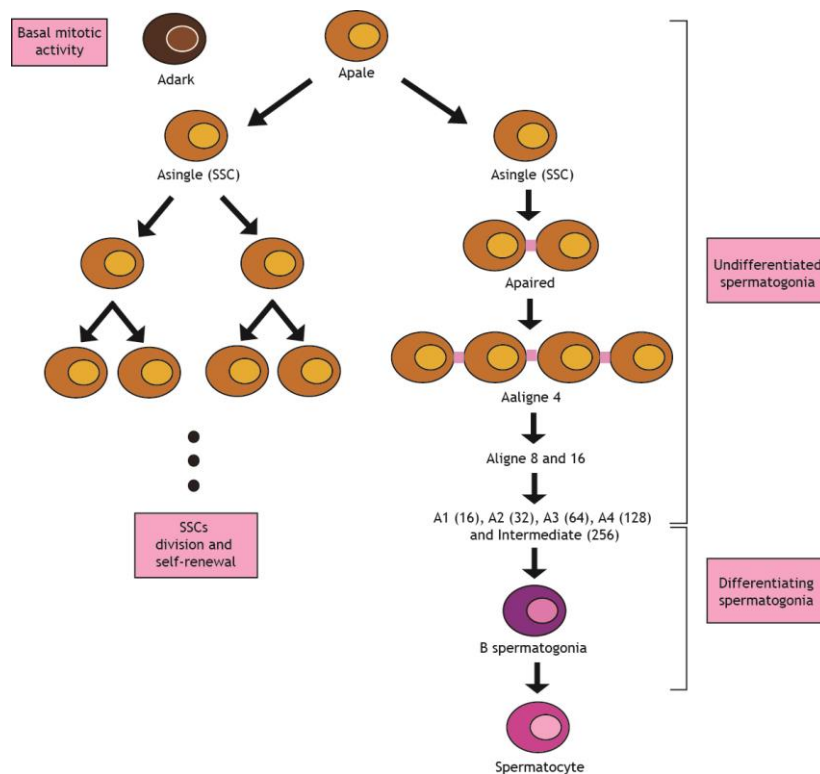 Basal mitotic
activity
Adark
Apale
Asingle (SSC)
Asingle (SSC)
Apaired
Undifferentiated
spermatogonia
Aaligne 4
Aligne 8 and 16
SSCs
division and
self-renewal
A1 (16), A2 (32), A3 (64), A4 (128)
and Intermediate (256)
Differentiating
spermatogonia
B spermatogonia
Spermatocyte